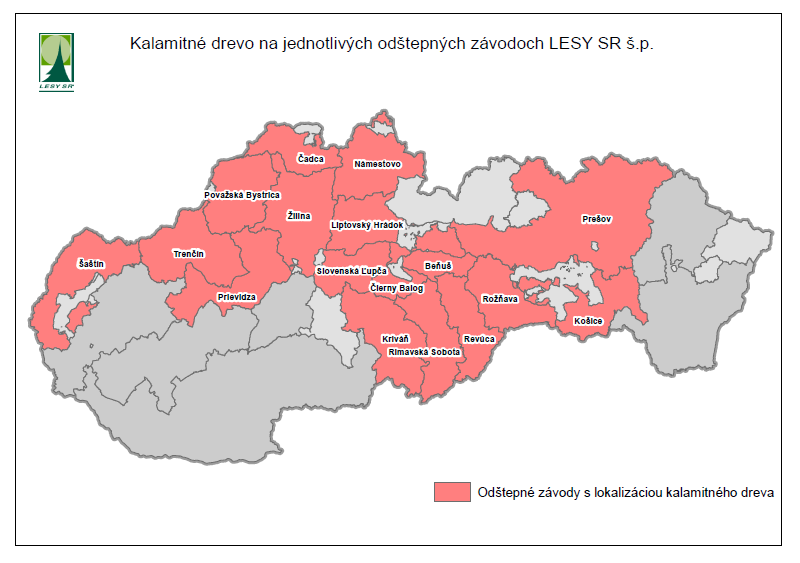 Kalamitné drevo na jednotlivých odštepných závodoch LESY SR š.p.
LESY SR
Čadca
Námestovo
Považská Bystrica
Žilina
Liptovský Hrádok
Prešov
Trenčín
Šaštín
Slovenská Ľupča
Beňuš
Čierny Balog
Prievidza
Rožňava
Košice
Kriváň
Revúca
Rimavská Sobota
Odštepné závody s lokalizáciou kalamitného dreva